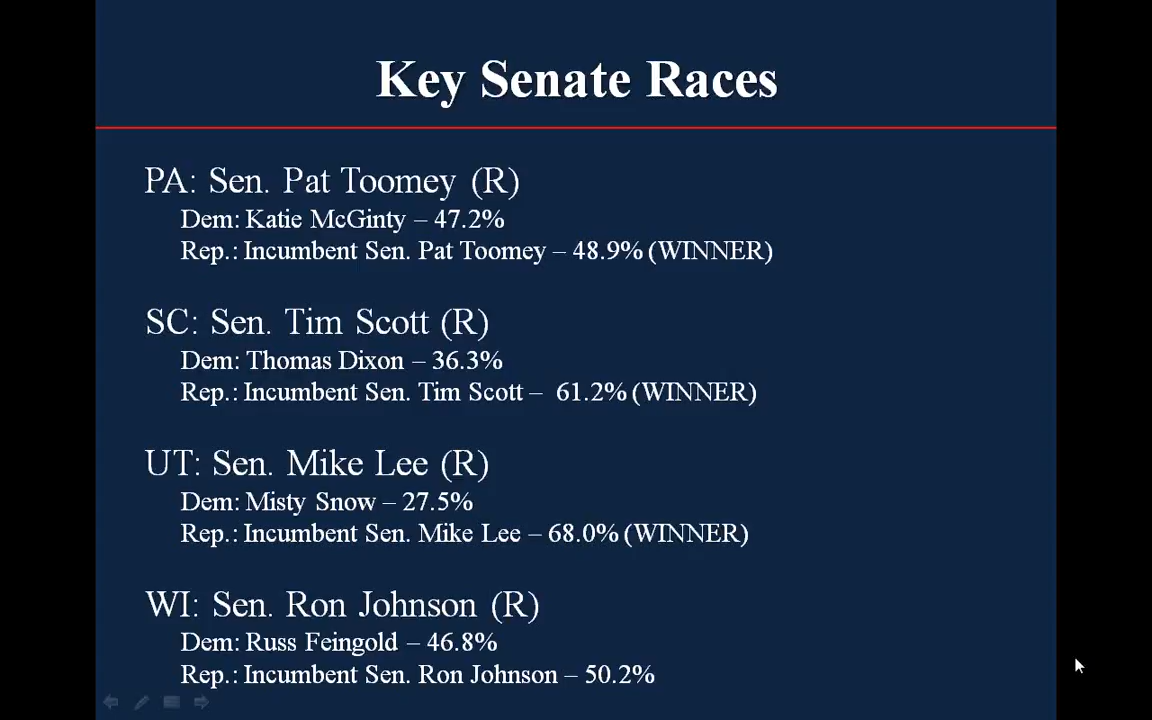 Key Senate Races
PA: Sen. Pat Toomey (R)
Dem: Katie McGinty – 47.2%
Rep.: Incumbent Sen. Pat Toomey – 48.9% (WINNER)
SC: Sen. Tim Scott (R)
Dem: Thomas Dixon – 36.3%
Rep.: Incumbent Sen. Tim Scott –  61.2% (WINNER)
UT: Sen. Mike Lee (R)
Dem: Misty Snow – 27.5%
Rep.: Incumbent Sen. Mike Lee – 68.0% (WINNER)
WI: Sen. Ron Johnson (R)
Dem: Russ Feingold – 46.8%
Rep.: Incumbent Sen. Ron Johnson – 50.2%